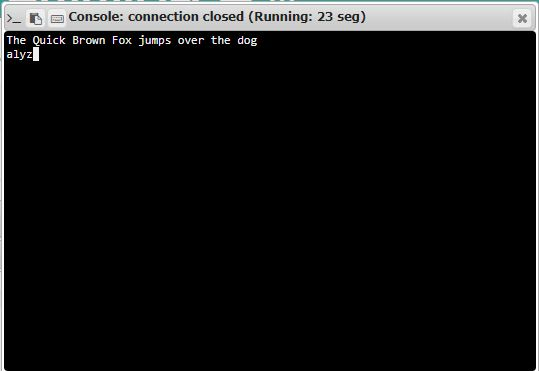 >_ Console: connection closed (Running: 23 seg)
The Quick Brown Fox jumps over the dog
alyz